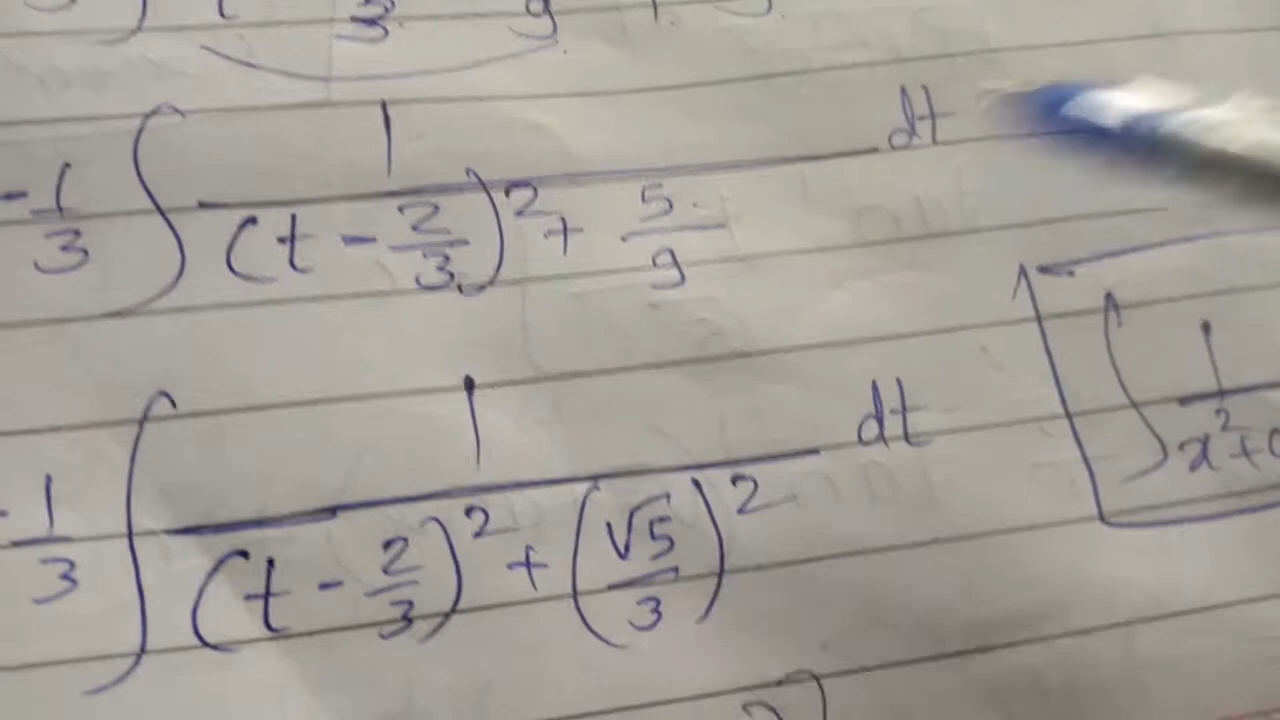 -1/3 ∫ 1/((t - 2/3)² + 5/9) dt
∫ 1/(x² +
-1/3 ∫ 1/((t - 2/3)² + (√5/3)²) dt